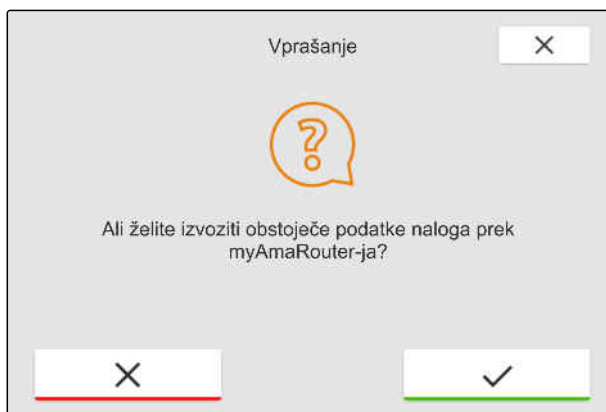 Vprašanje
Ali želite izvoziti obstoječe podatke naloga prek
myAmaRouter-ja?